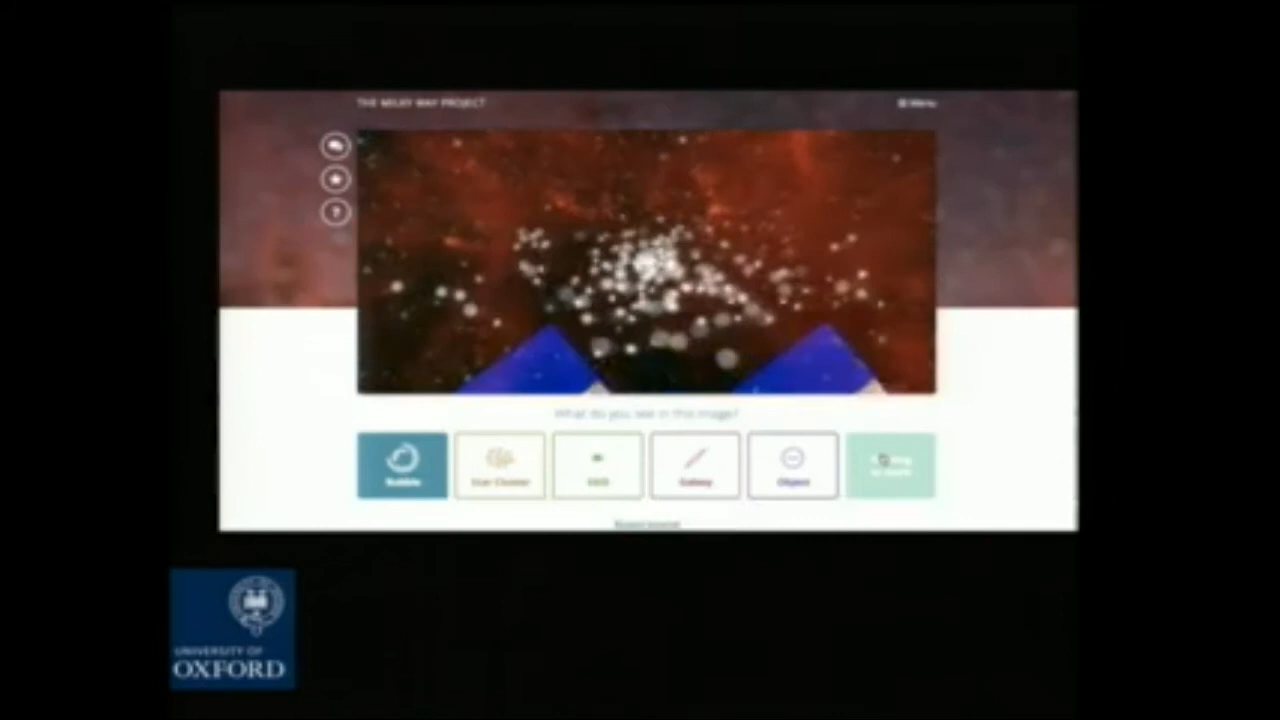 THE MILKY WAY PROJECT
Menu
?
What do you see in this image?
Bubble
Star Cluster
EGO
Galaxy
Object
UNIVERSITY OF
OXFORD